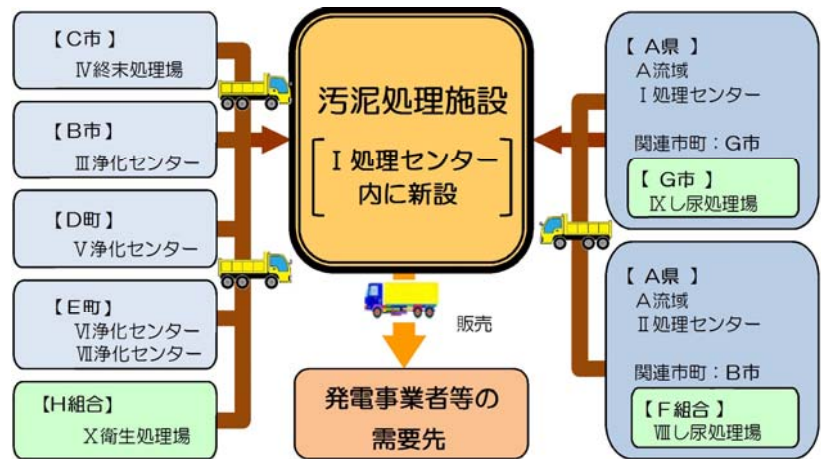 【C市】
Ⅳ終末処理場
【B市】
Ⅲ浄化センター
【D町】
Ⅴ浄化センター
【E町】
Ⅵ浄化センター
Ⅶ浄化センター
【H組合】
Ⅹ衛生処理場
汚泥処理施設
Ⅰ処理センター
内に新設
販売
発電事業者等の
需要先
【 A県 】
A流域
Ⅰ処理センター
関連市町：G市
【 G市 】
Ⅸし尿処理場
【 A県 】
A流域
Ⅱ処理センター
関連市町：B市
【F組合】
Ⅷし尿処理場